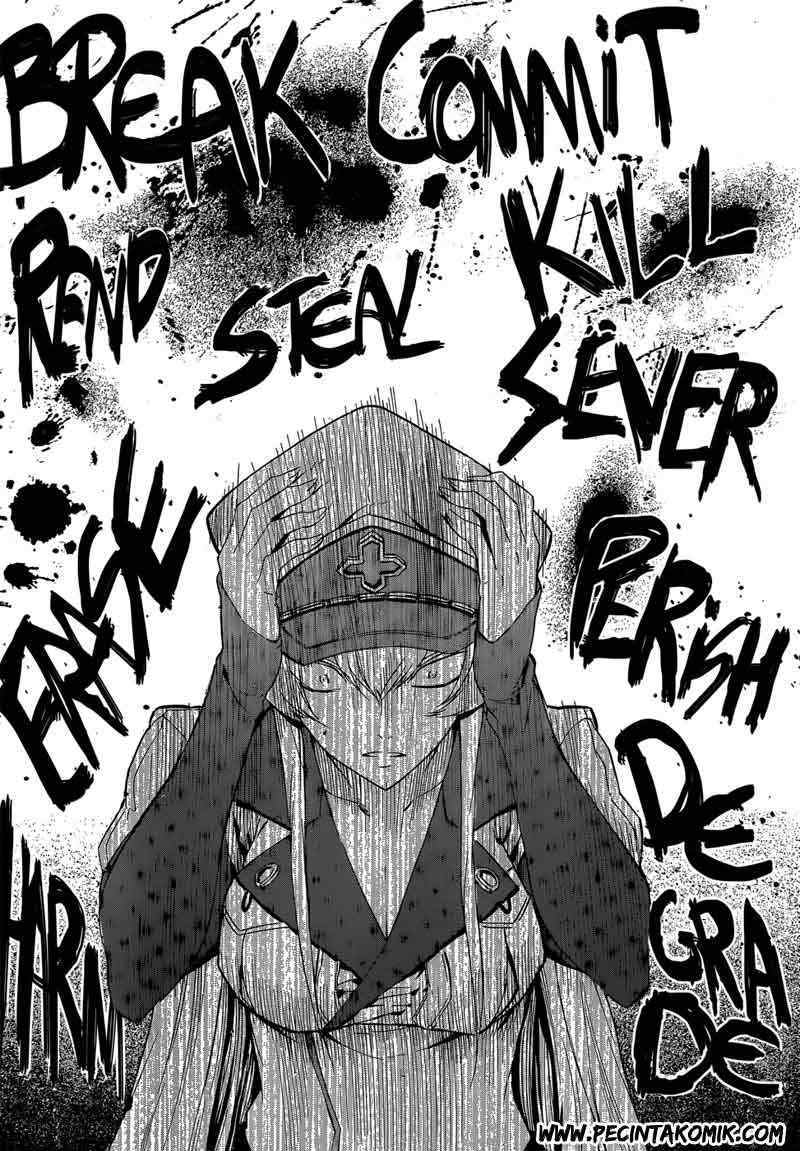 BREAK COMMIT
REND STEAL KILL
SEVER
ERASE
PERISH
HARM
DE
GRA
DE
WWW.PECINTAKOMIK.COM